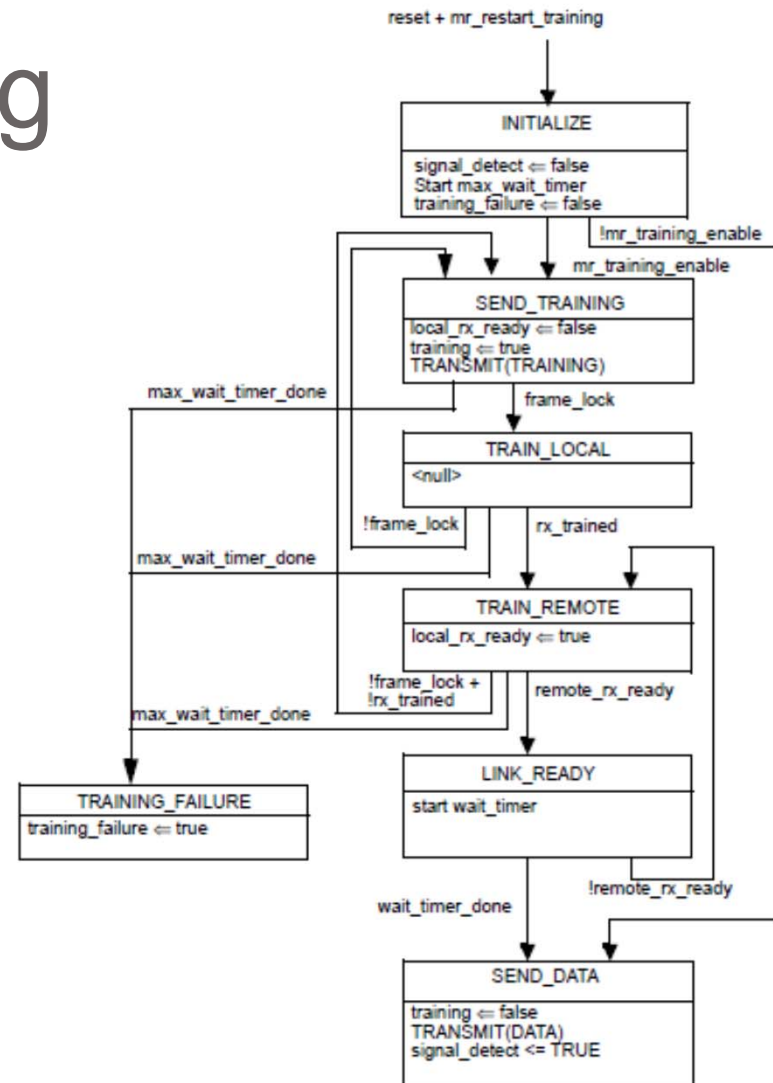 g
reset + mr_restart_training
INITIALIZE
signal_detect ⇐ false
Start max_wait_timer
training_failure ⇐ false
!mr_training_enable
mr_training_enable
SEND_TRAINING
local_rx_ready ⇐ false
training ⇐ true
TRANSMIT(TRAINING)
max_wait_timer_done
frame_lock
TRAIN_LOCAL
<null>
!frame_lock
rx_trained
max_wait_timer_done
TRAIN_REMOTE
local_rx_ready ⇐ true
!frame_lock +
!rx_trained
remote_rx_ready
max_wait_timer_done
LINK_READY
start wait_timer
TRAINING_FAILURE
training_failure ⇐ true
!remote_rx_ready
wait_timer_done
SEND_DATA
training ⇐ false
TRANSMIT(DATA)
signal_detect <= TRUE